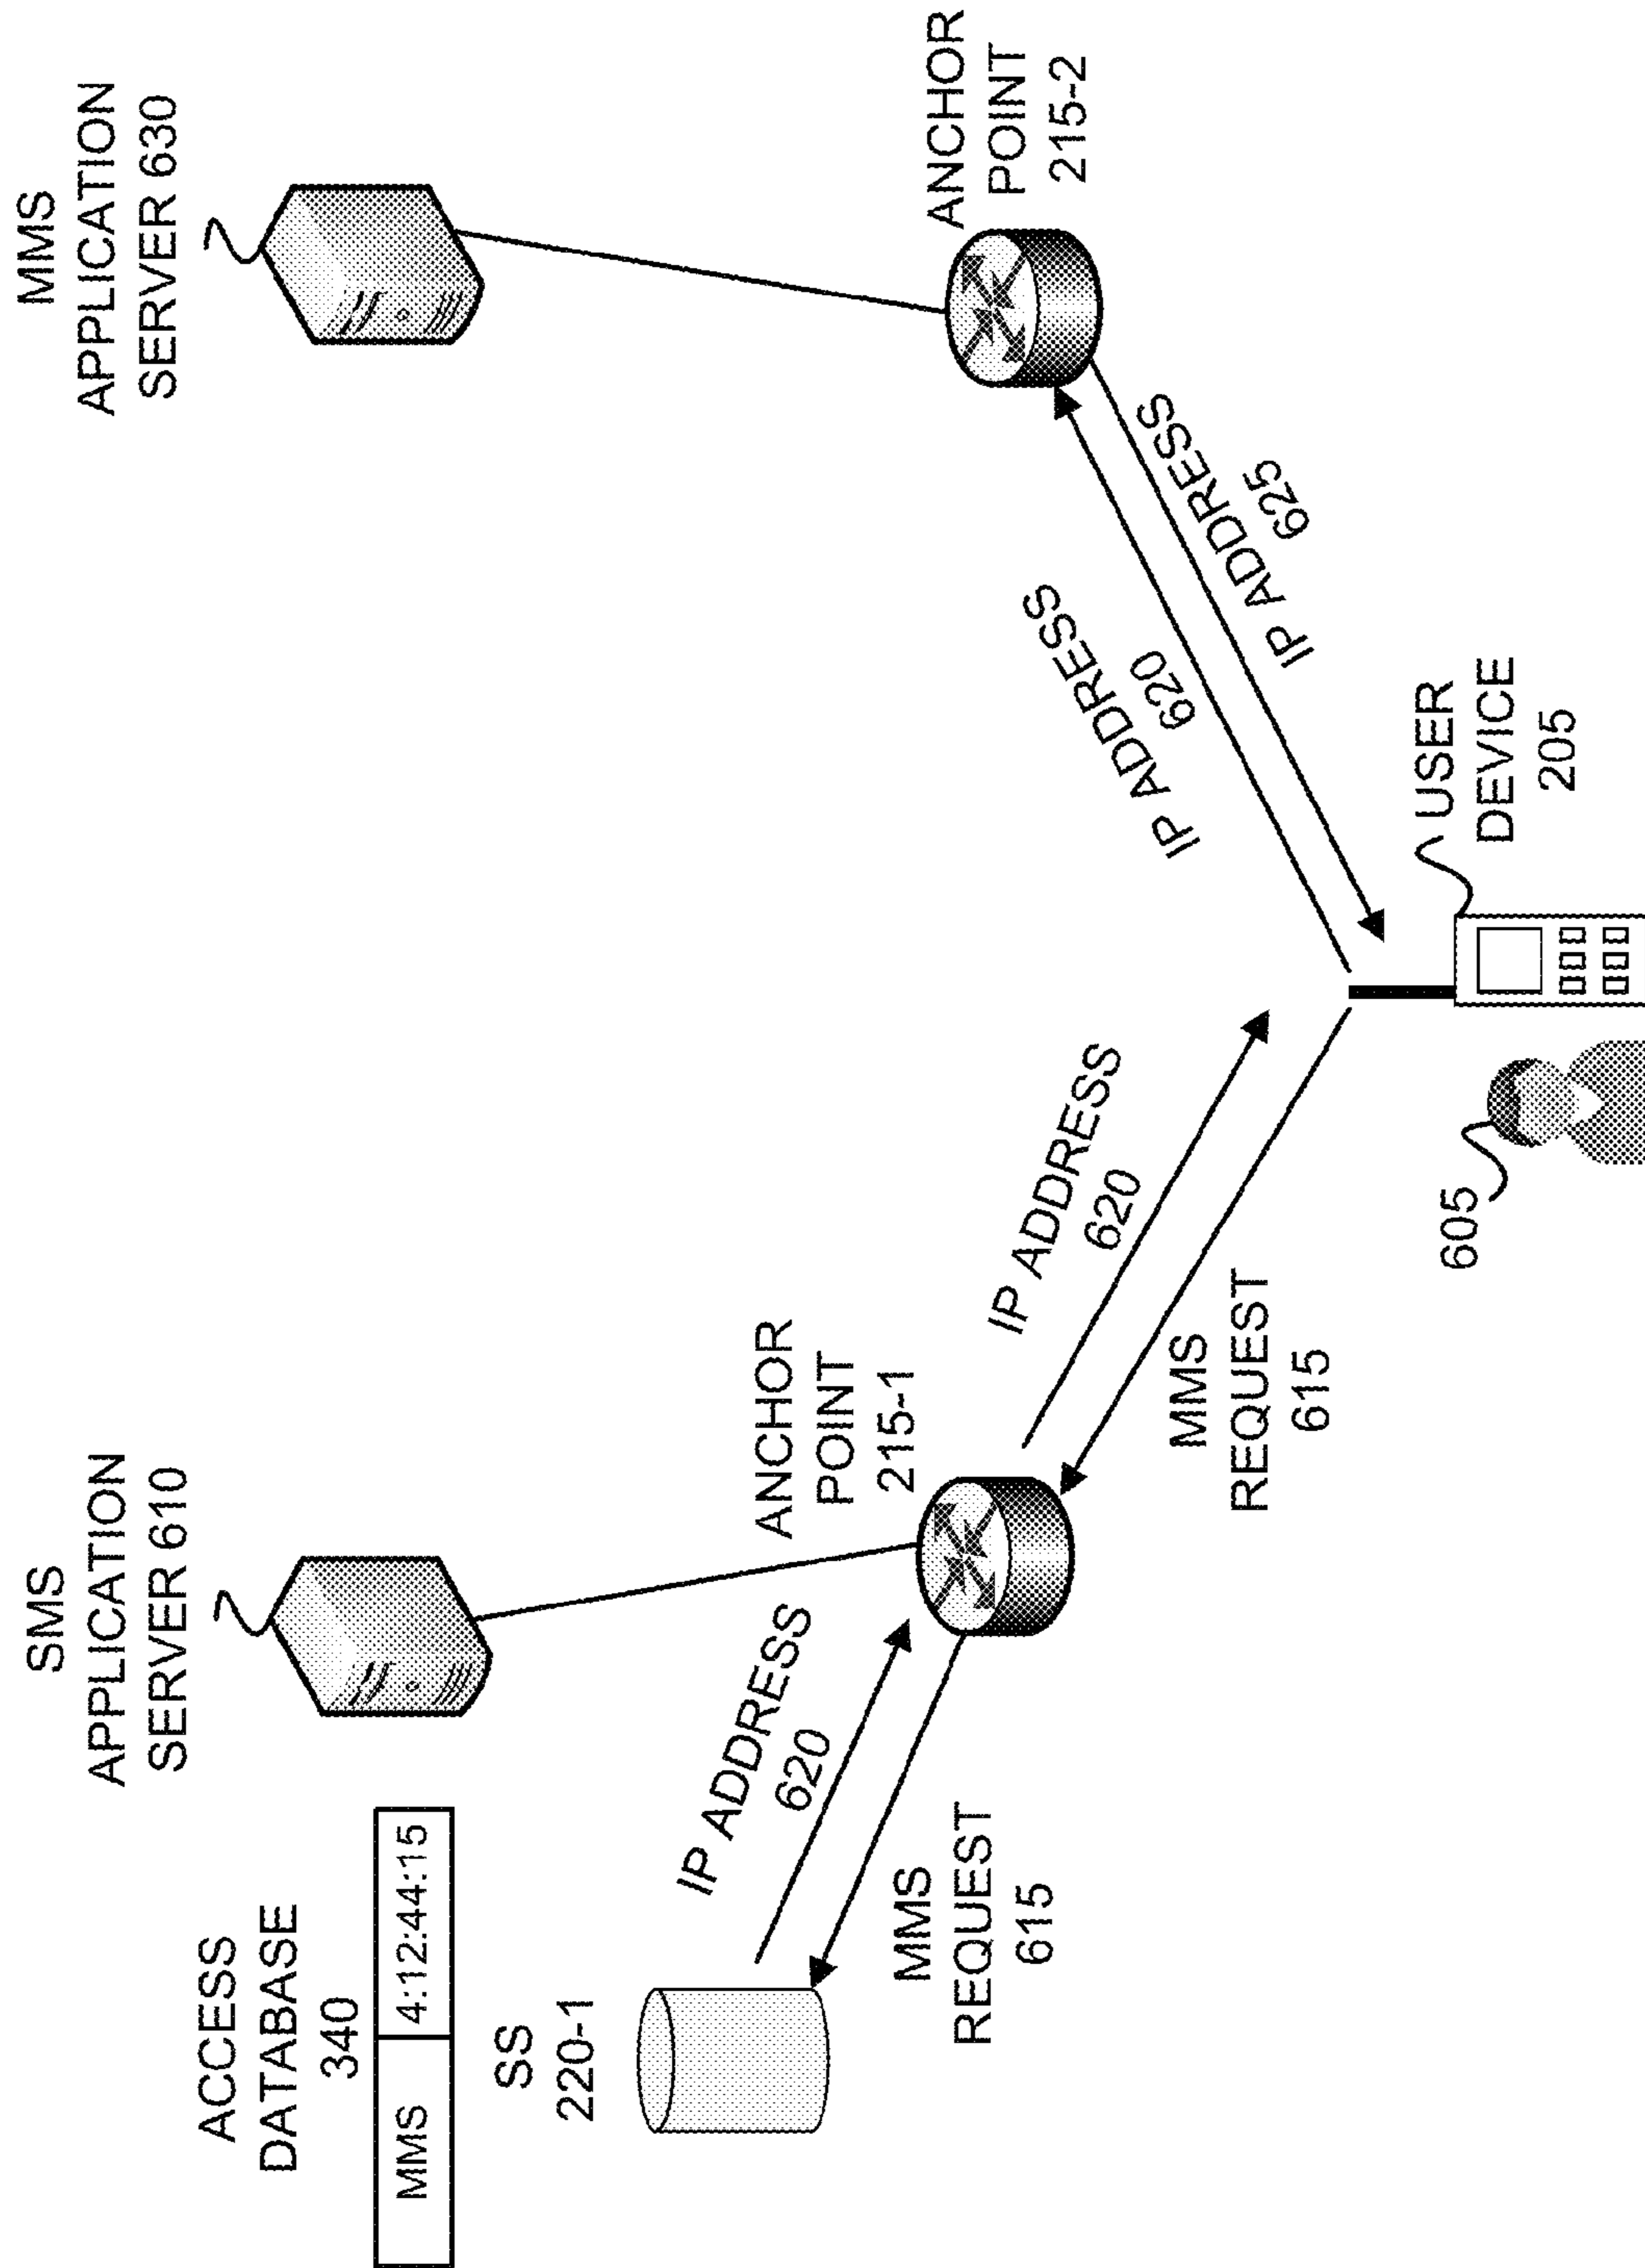 SMS
APPLICATION
SERVER 610
MMS
APPLICATION
SERVER 630
ACCESS
DATABASE
340
MMS
4:12:44:15
SS
220-1
ANCHOR
POINT
215-1
ANCHOR
POINT
215-2
IP ADDRESS
620
MMS
REQUEST
615
IP ADDRESS
620
MMS
REQUEST
615
IP ADDRESS
620
IP ADDRESS
625
605
USER
DEVICE
205